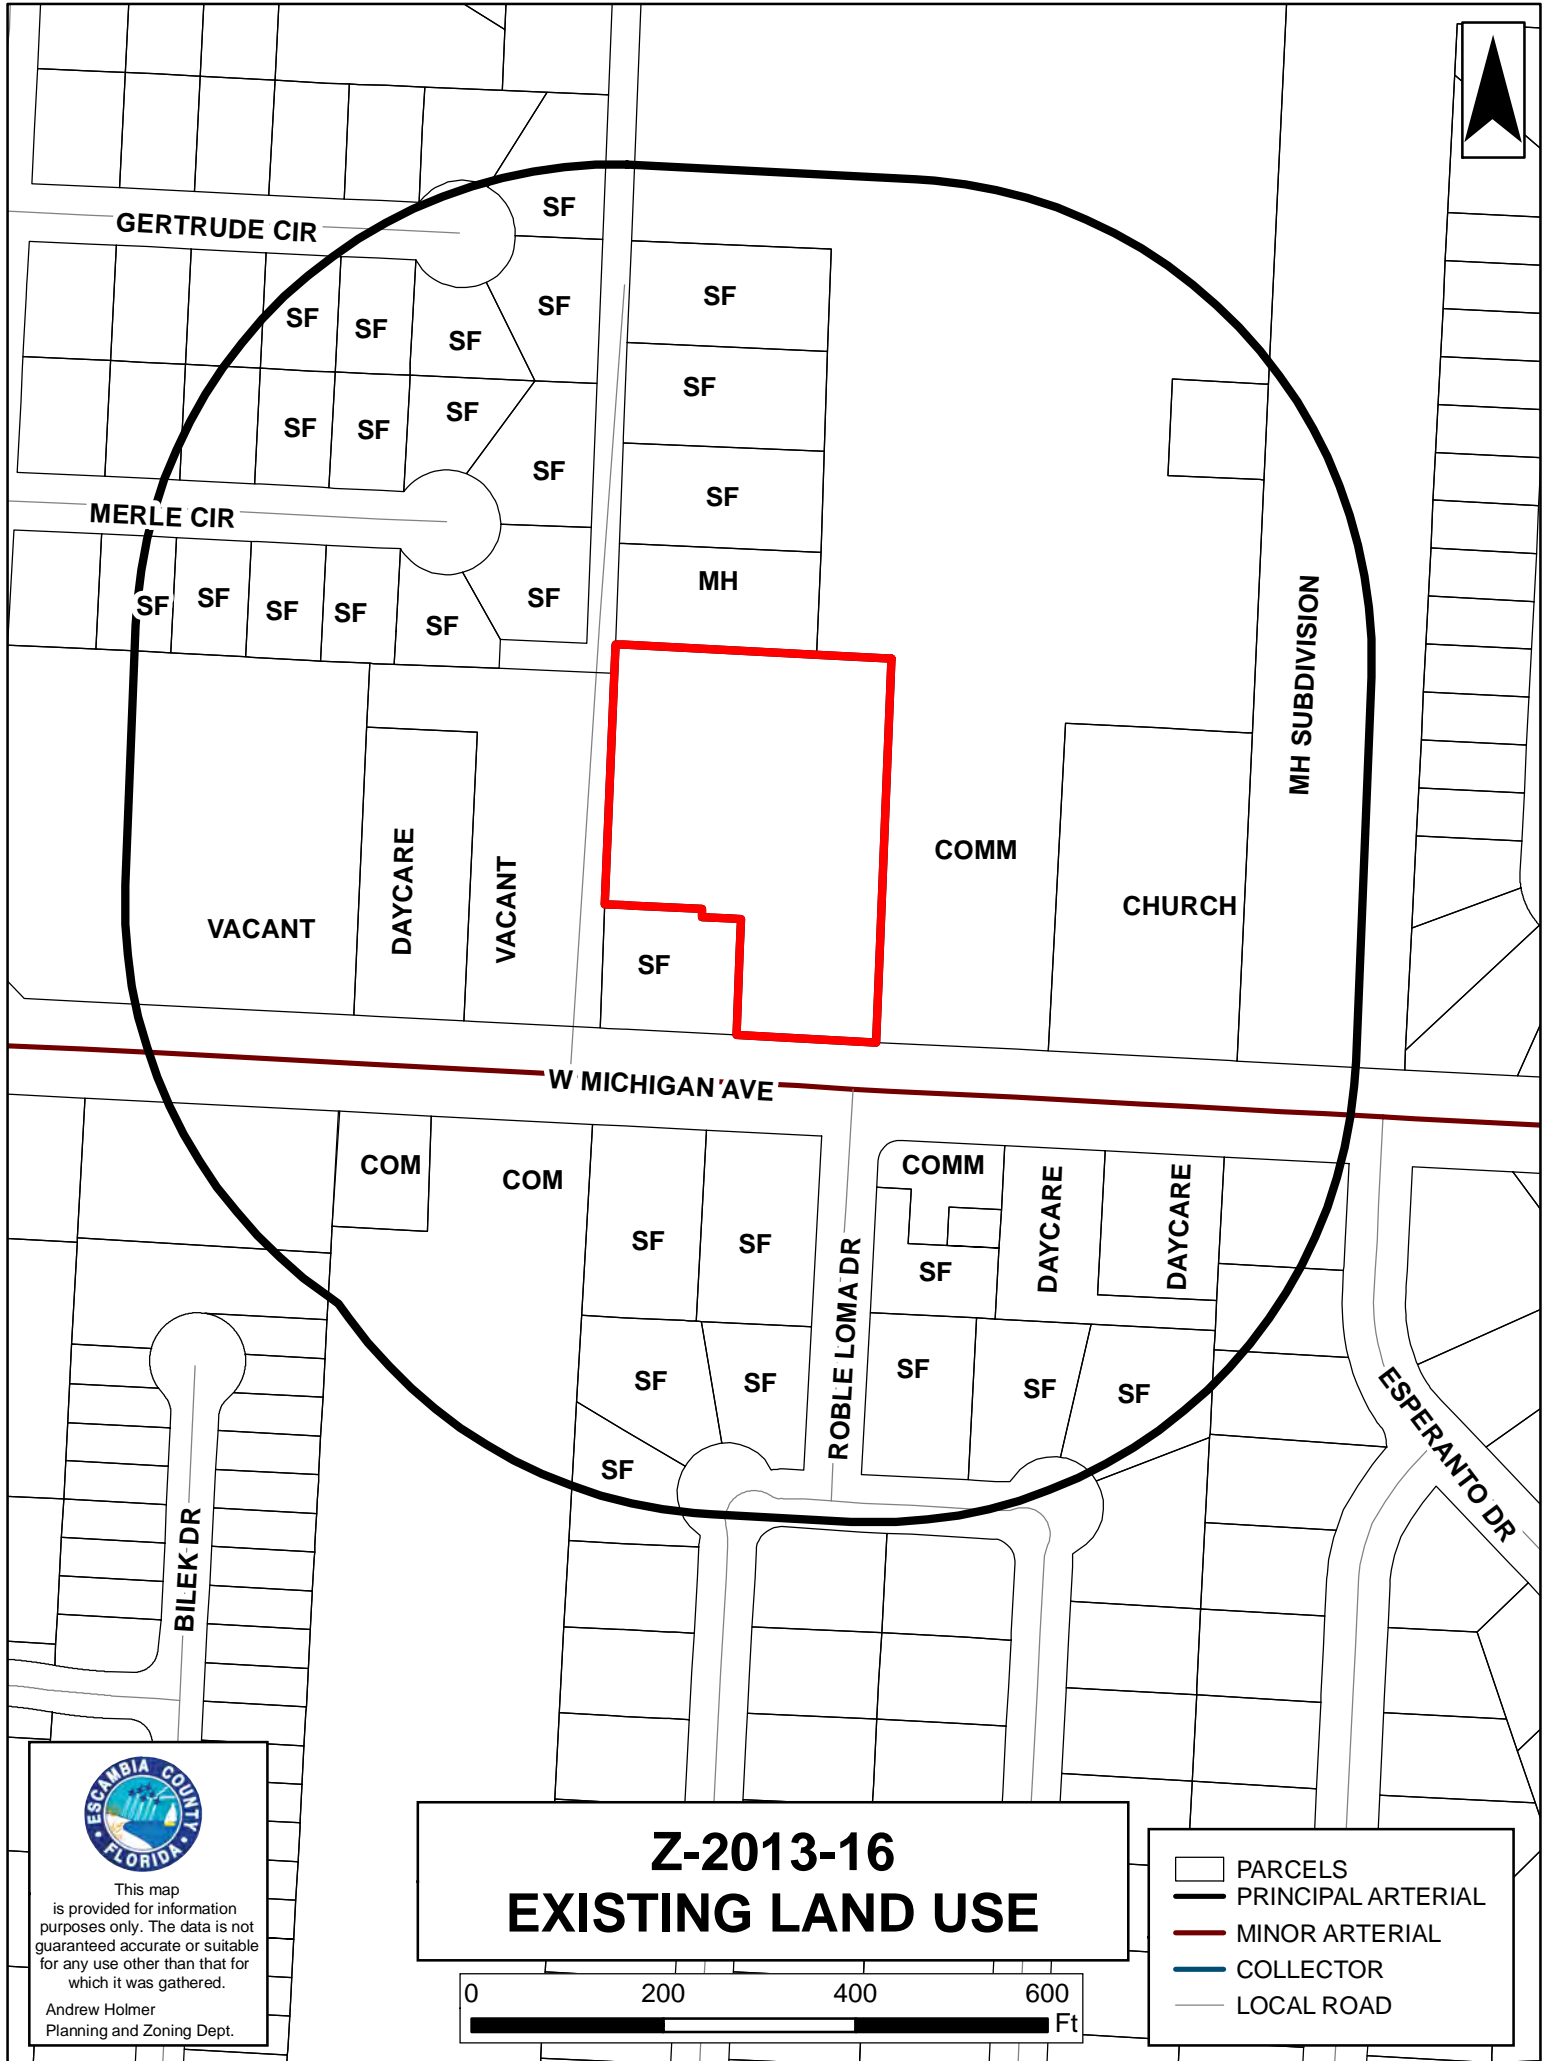 GERTRUDE CIR
SF
SF
SF
SF
SF
SF
SF
SF
SF
SF
SF
SF
SF
MERLE CIR
MH
SF
SF
SF
SF
SF
SF
MH SUBDIVISION
VACANT
DAYCARE
VACANT
COMM
CHURCH
SF
W MICHIGAN AVE
COM
COM
SF
SF
COMM
DAYCARE
DAYCARE
SF
ROBLE LOMA DR
SF
SF
SF
SF
SF
SF
ESPERANTO DR
BILEK DR
ESCAMBIA COUNTY
FLORIDA
This map
is provided for information
purposes only. The data is not
guaranteed accurate or suitable
for any use other than that for
which it was gathered.
Andrew Holmer
Planning and Zoning Dept.
Z-2013-16
EXISTING LAND USE
0 200 400 600
Ft
PARCELS
PRINCIPAL ARTERIAL
MINOR ARTERIAL
COLLECTOR
LOCAL ROAD